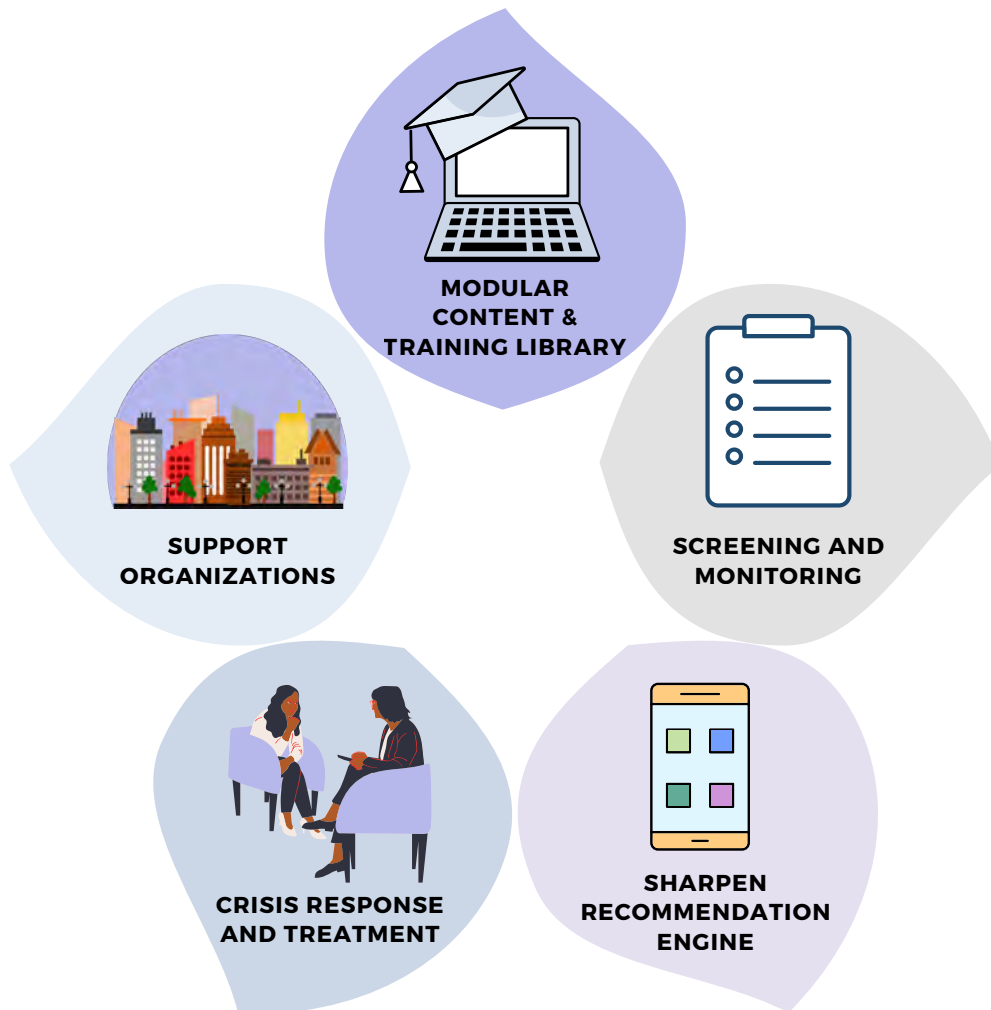 MODULAR
CONTENT &
TRAINING LIBRARY
SUPPORT
ORGANIZATIONS
SCREENING AND
MONITORING
CRISIS RESPONSE
AND TREATMENT
SHARPEN
RECOMMENDATION
ENGINE